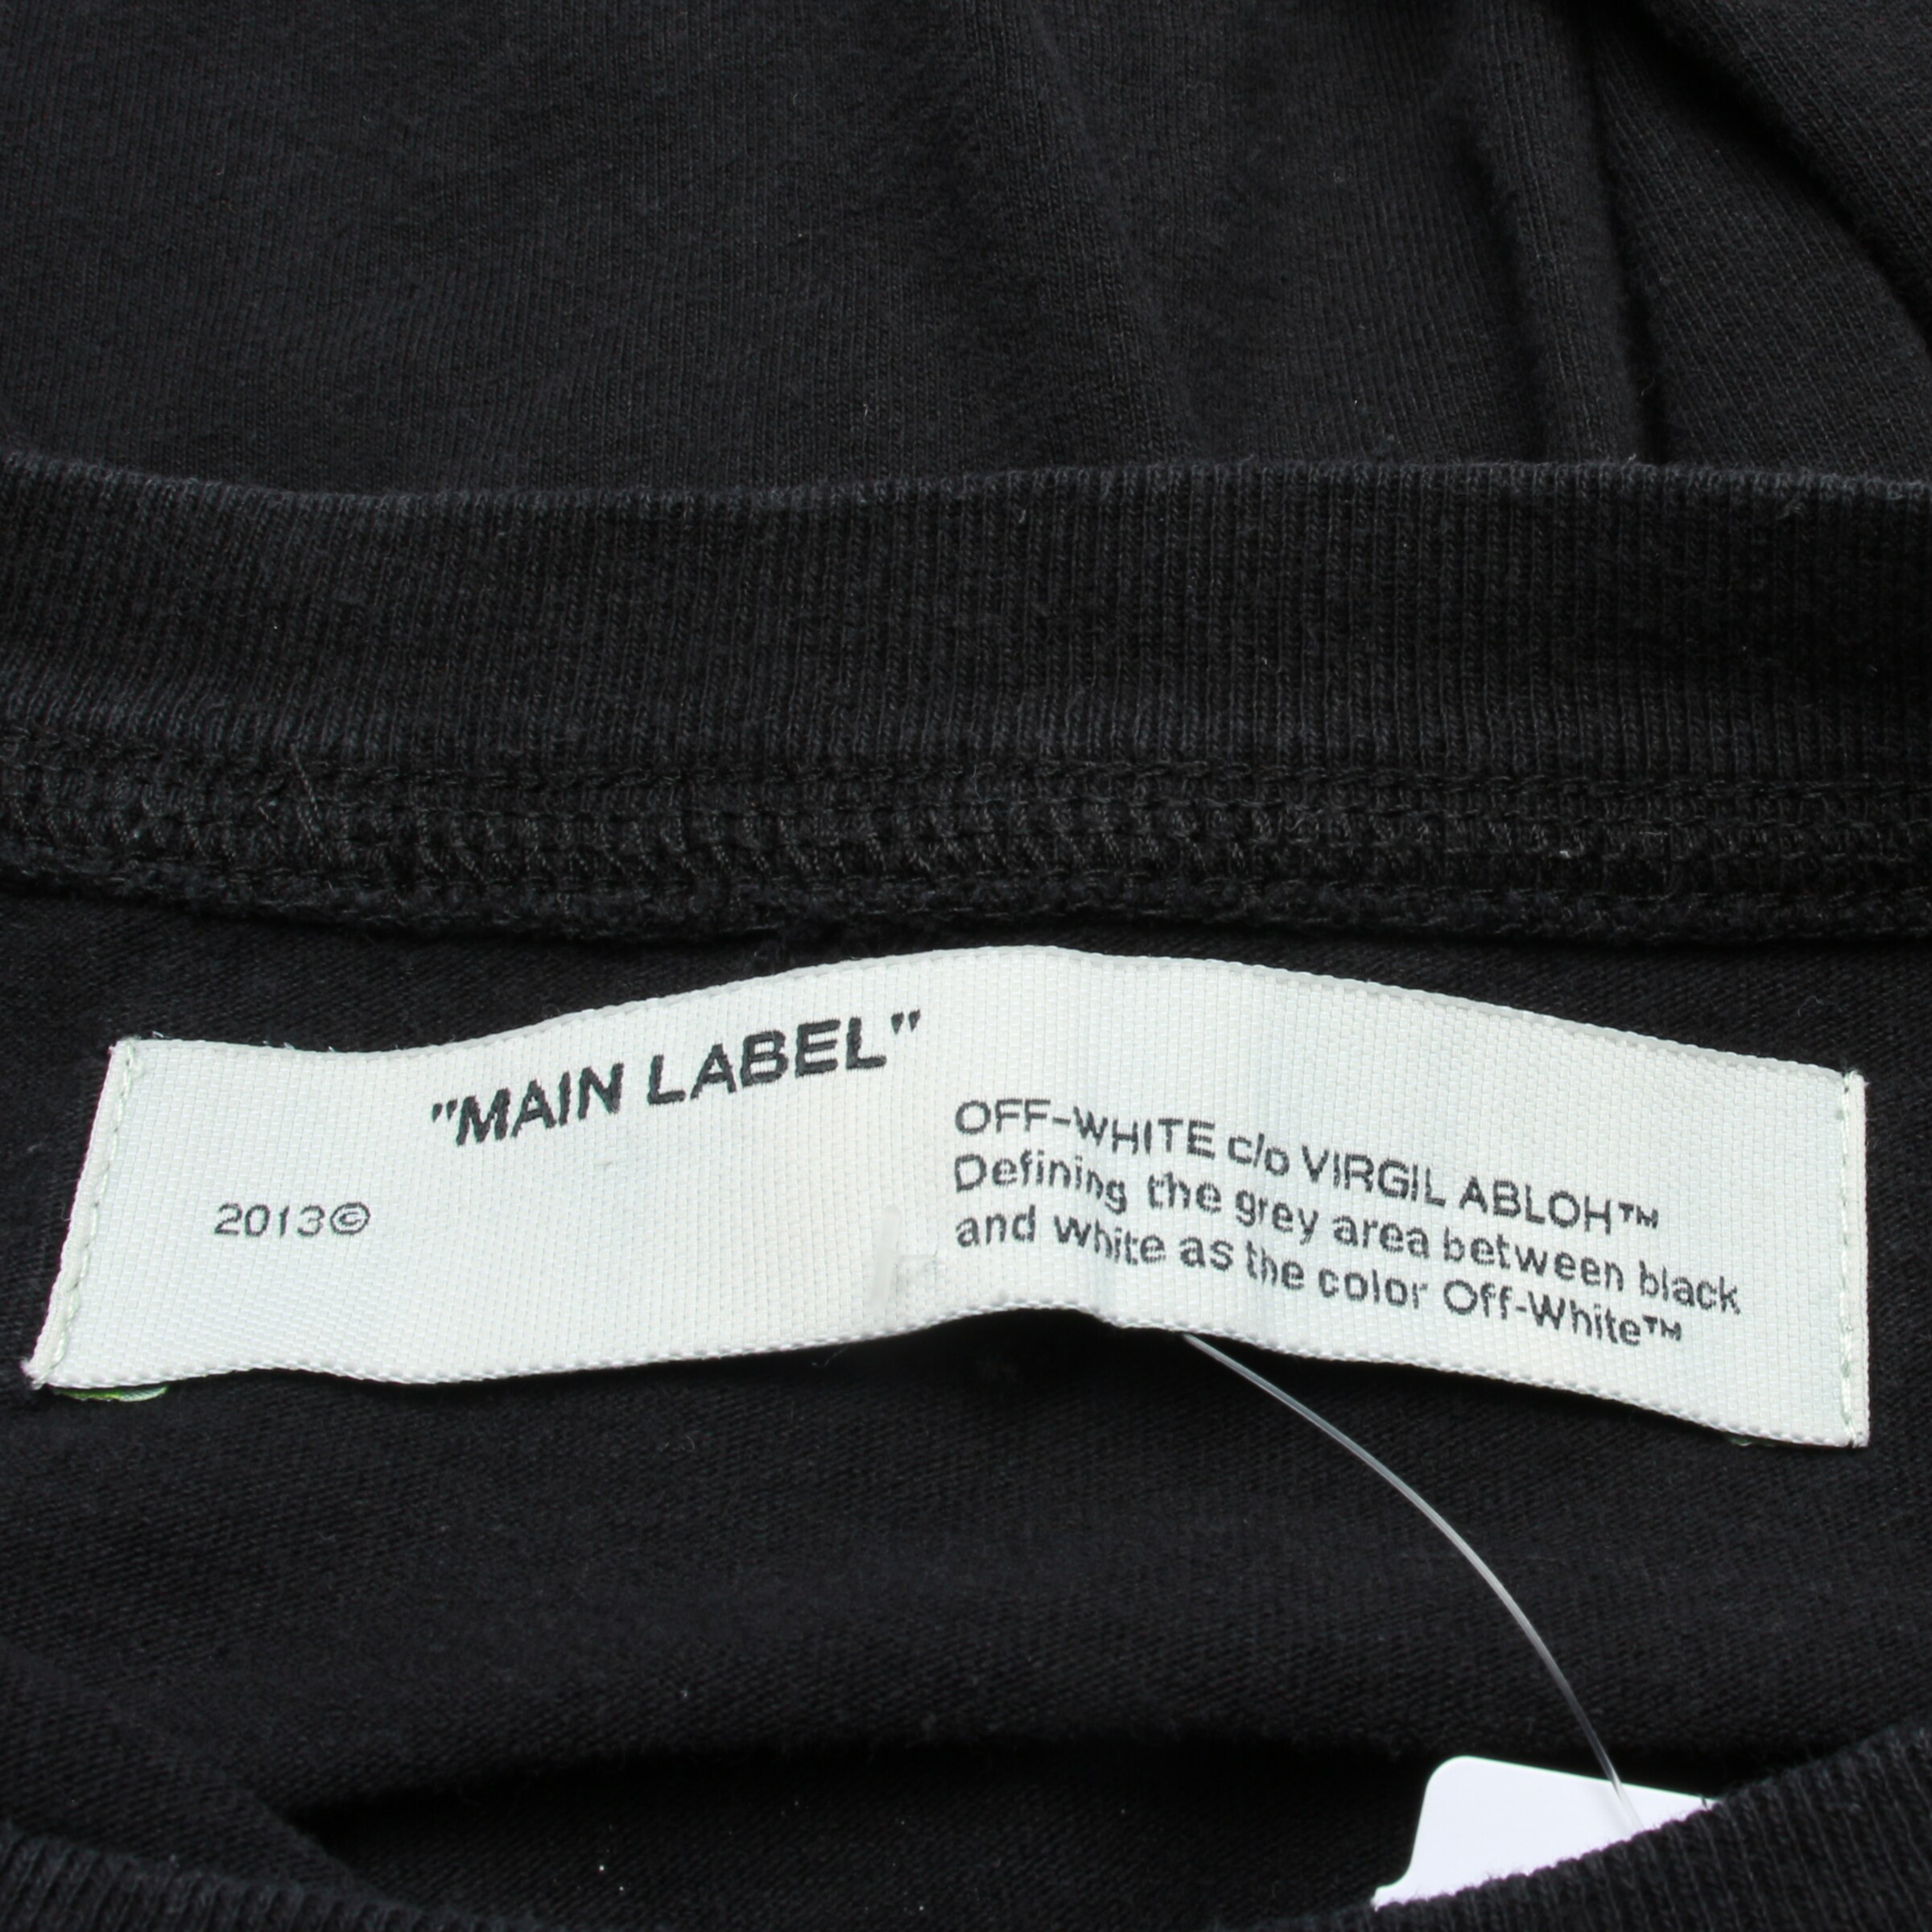 "MAIN LABEL"
2013©
OFF-WHITE c/o VIRGIL ABLOH™
Defining the grey area between black
and white as the color Off-White™